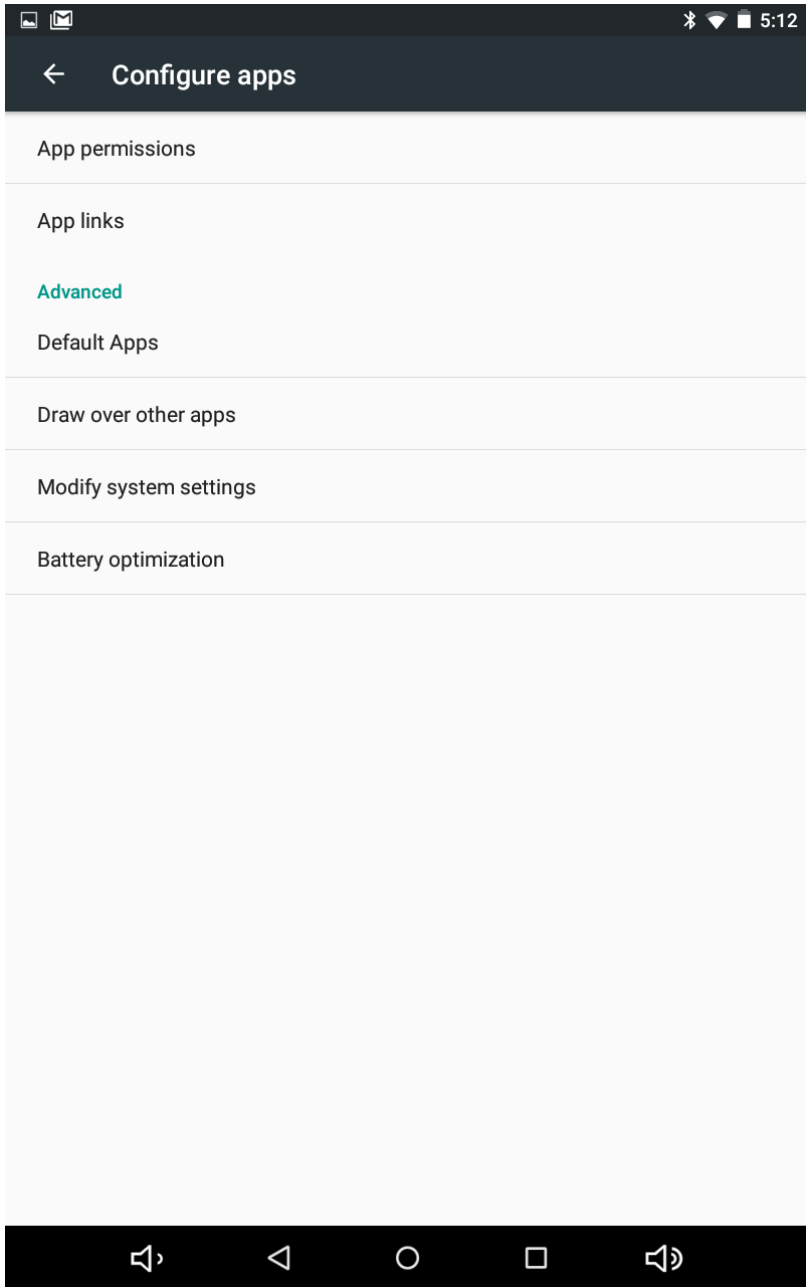 5:12
Configure apps
App permissions
App links
Advanced
Default Apps
Draw over other apps
Modify system settings
Battery optimization